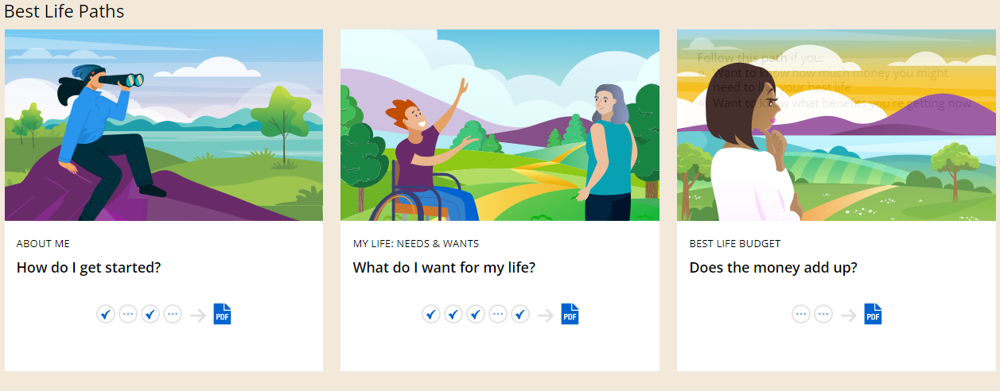 Best Life Paths
Follow this path if you:
Want to know how much money you might
need to live your best life
Want to know what benefits you're getting now
ABOUT ME
How do I get started?
PDF
MY LIFE: NEEDS & WANTS
What do I want for my life?
PDF
BEST LIFE BUDGET
Does the money add up?
PDF